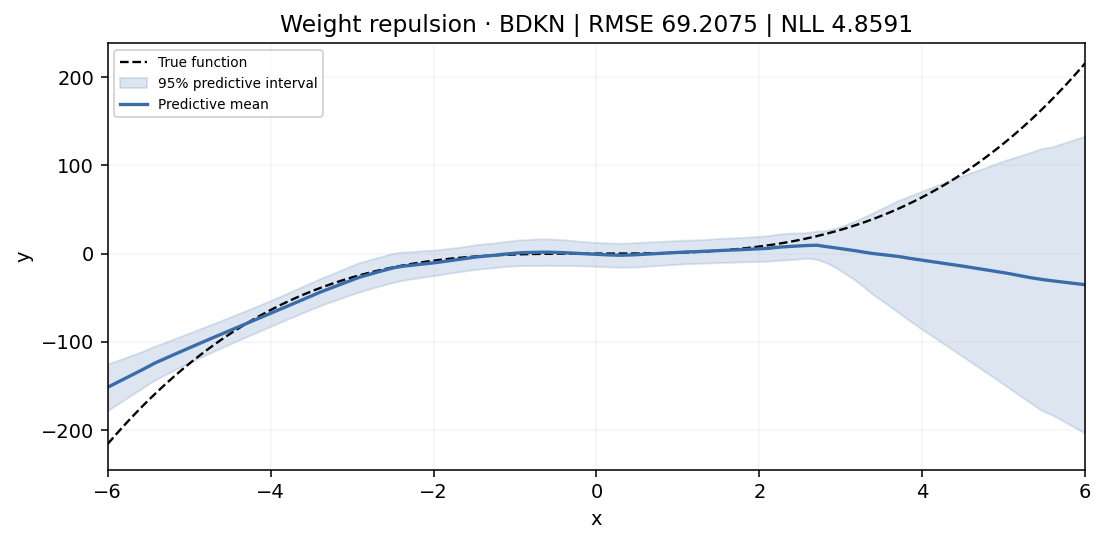 Weight repulsion · BDKN | RMSE 69.2075 | NLL 4.8591
True function
95% predictive interval
Predictive mean
200
100
0
−100
−200
y
−6 −4 −2 0 2 4 6
x